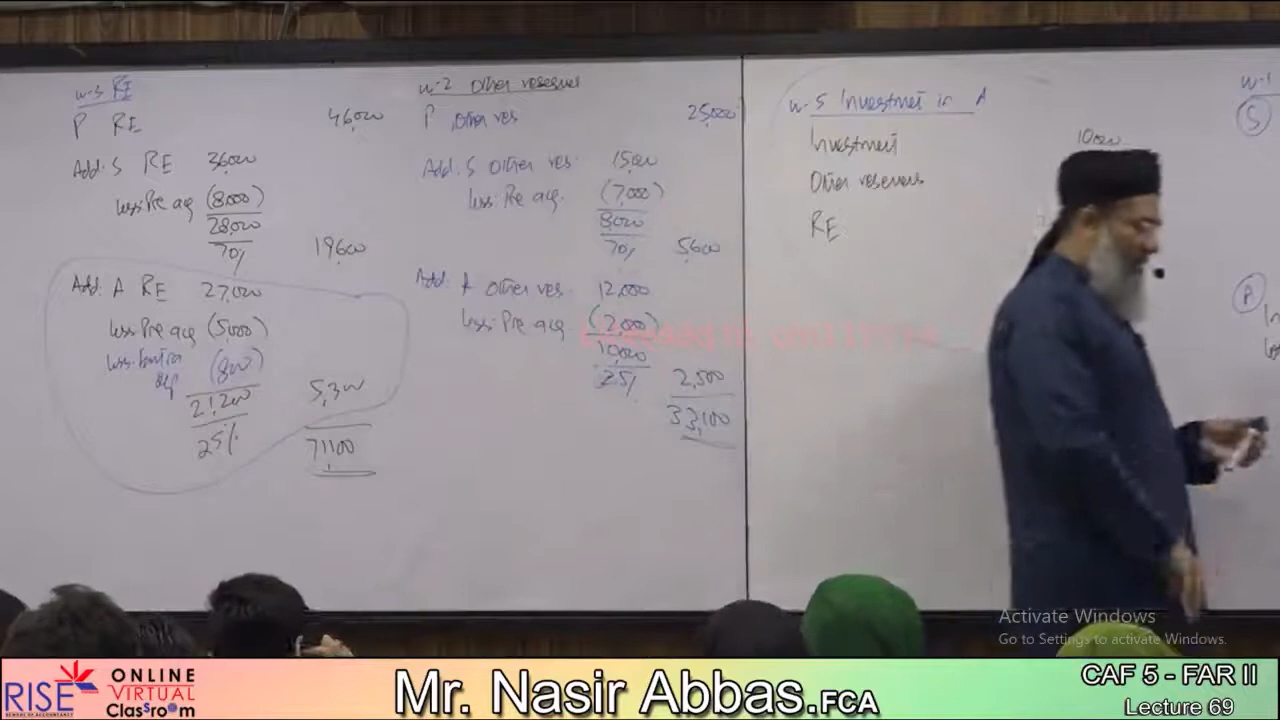 w-3 RE
P RE 46,000
Add: S RE 36,000
less: Pre acq (8,000)
28,000
70% 19,600
Add: A RE 27,000
less: Pre acq (5,000)
less: (800)
21,200 5,300
25%
71,100
w-2 Other reserves
P Other res 25,000
Add: S other res 15,000
less: Pre acq. (7,000)
8,000
70% 5,600
Add: A other res. 12,000
less: Pre acq. (2,000)
10,000
25% 2,500
33,100
w-5 Investment in A
Investment
Other reserves
RE
w-1
S
P
Activate Windows
Go to Settings to activate Windows.
RISE
ONLINE
VIRTUAL
Classroom
Mr. Nasir Abbas.FCA
CAF 5 - FAR II
Lecture 69